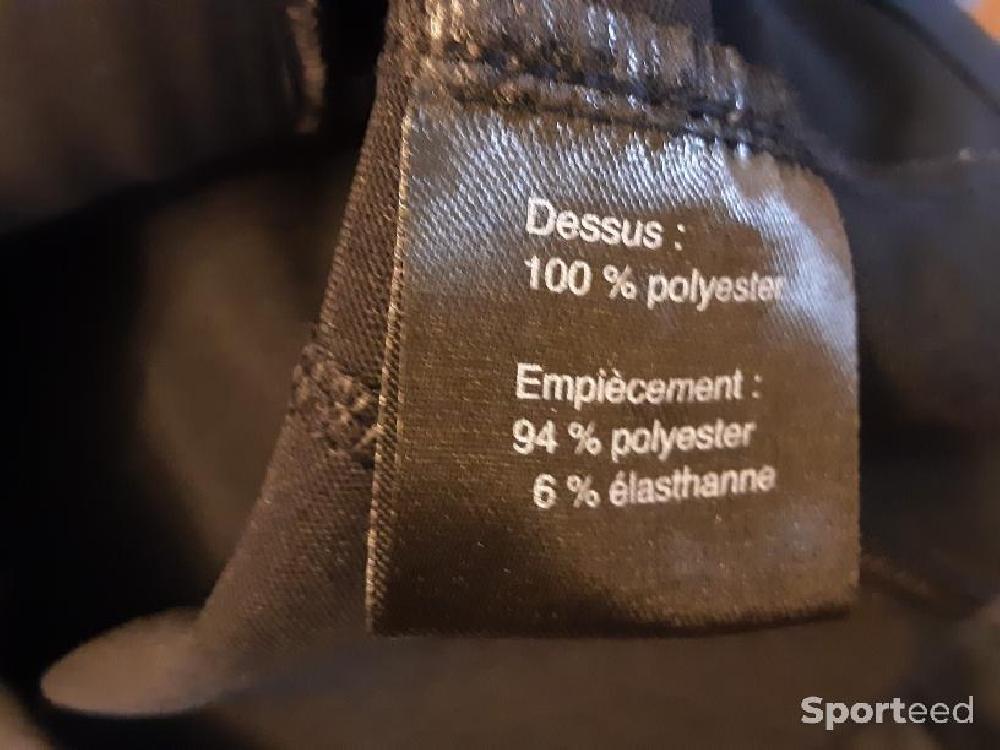 Dessus :
100 % polyester
Empiècement :
94 % polyester
6 % élasthanne
Sporteed